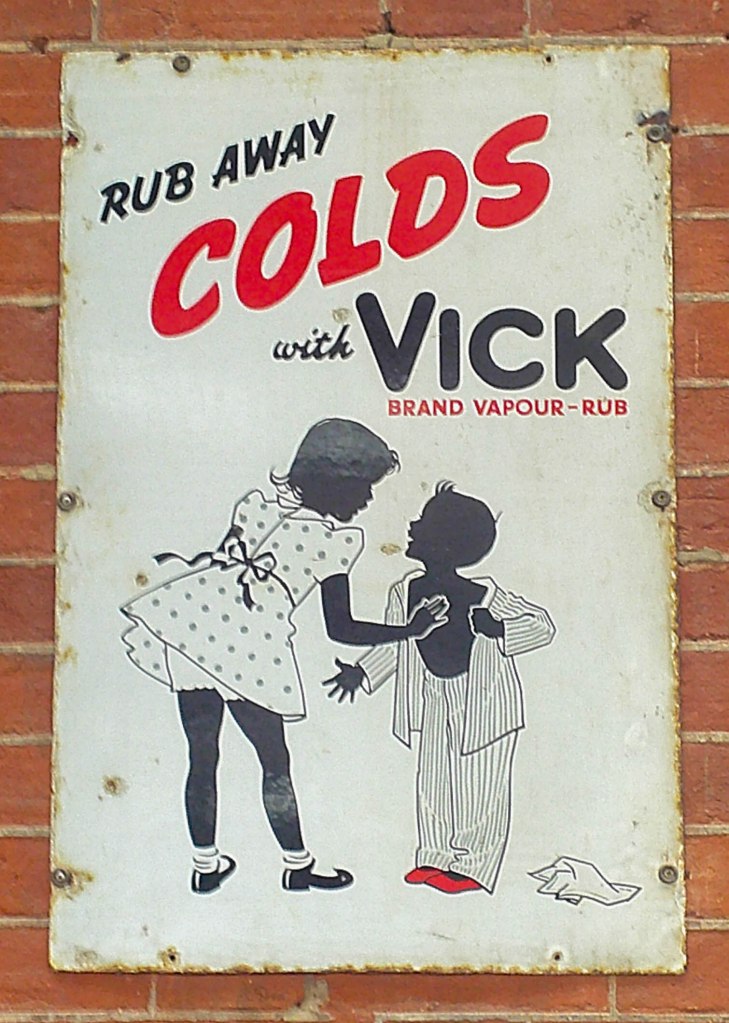 RUB AWAY
COLDS
with VICK
BRAND VAPOUR-RUB